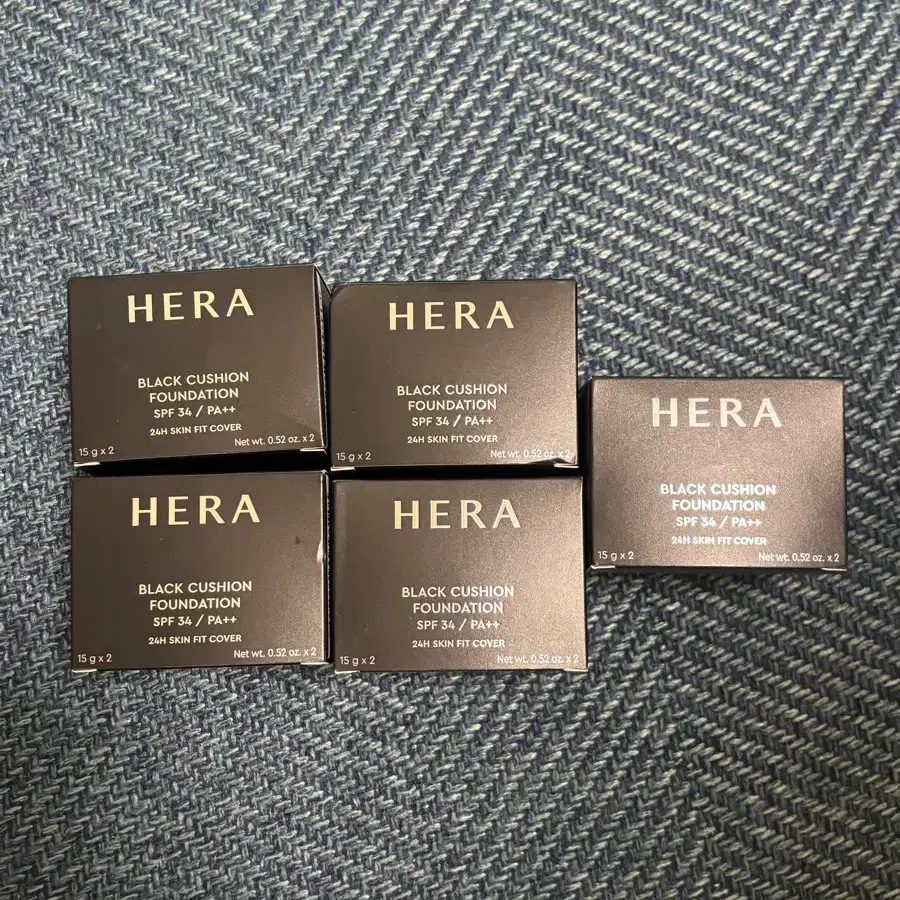 HERA
BLACK CUSHION
FOUNDATION
SPF 34 / PA++
24H SKIN FIT COVER
15 g x 2
Net wt. 0.52 oz. x 2
HERA
BLACK CUSHION
FOUNDATION
SPF 34 / PA++
24H SKIN FIT COVER
15 g x 2
Net wt. 0.52 oz. x 2
HERA
BLACK CUSHION
FOUNDATION
SPF 34 / PA++
24H SKIN FIT COVER
15 g x 2
Net wt. 0.52 oz. x 2
HERA
BLACK CUSHION
FOUNDATION
SPF 34 / PA++
24H SKIN FIT COVER
15 g x 2
Net wt. 0.52 oz. x 2
HERA
BLACK CUSHION
FOUNDATION
SPF 34 / PA++
24H SKIN FIT COVER
15 g x 2
Net wt. 0.52 oz. x 2